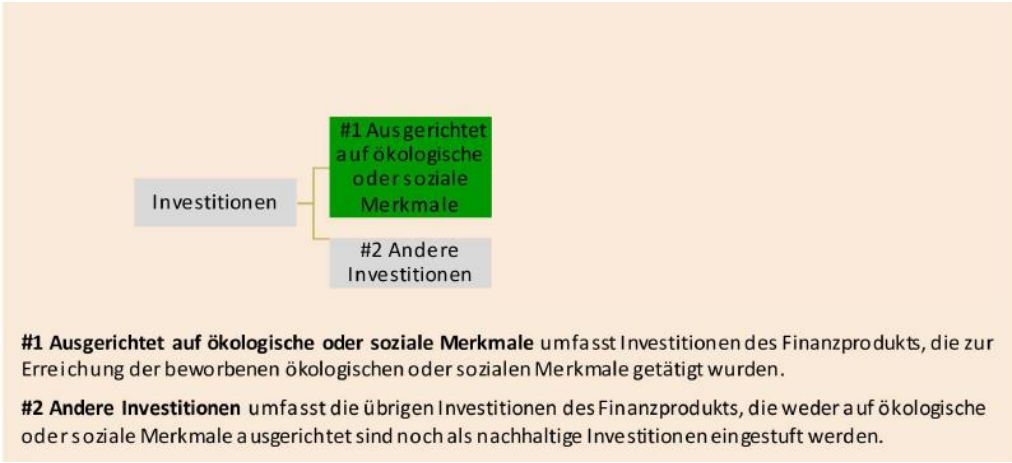 #1 Ausgerichtet
auf ökologische
oder soziale
Merkmale
Investitionen
#2 Andere
Investitionen
#1 Ausgerichtet auf ökologische oder soziale Merkmale umfasst Investitionen des Finanzprodukts, die zur
Erreichung der beworbenen ökologischen oder sozialen Merkmale getätigt wurden.
#2 Andere Investitionen umfasst die übrigen Investitionen des Finanzprodukts, die weder auf ökologische
oder soziale Merkmale ausgerichtet sind noch als nachhaltige Investitionen eingestuft werden.